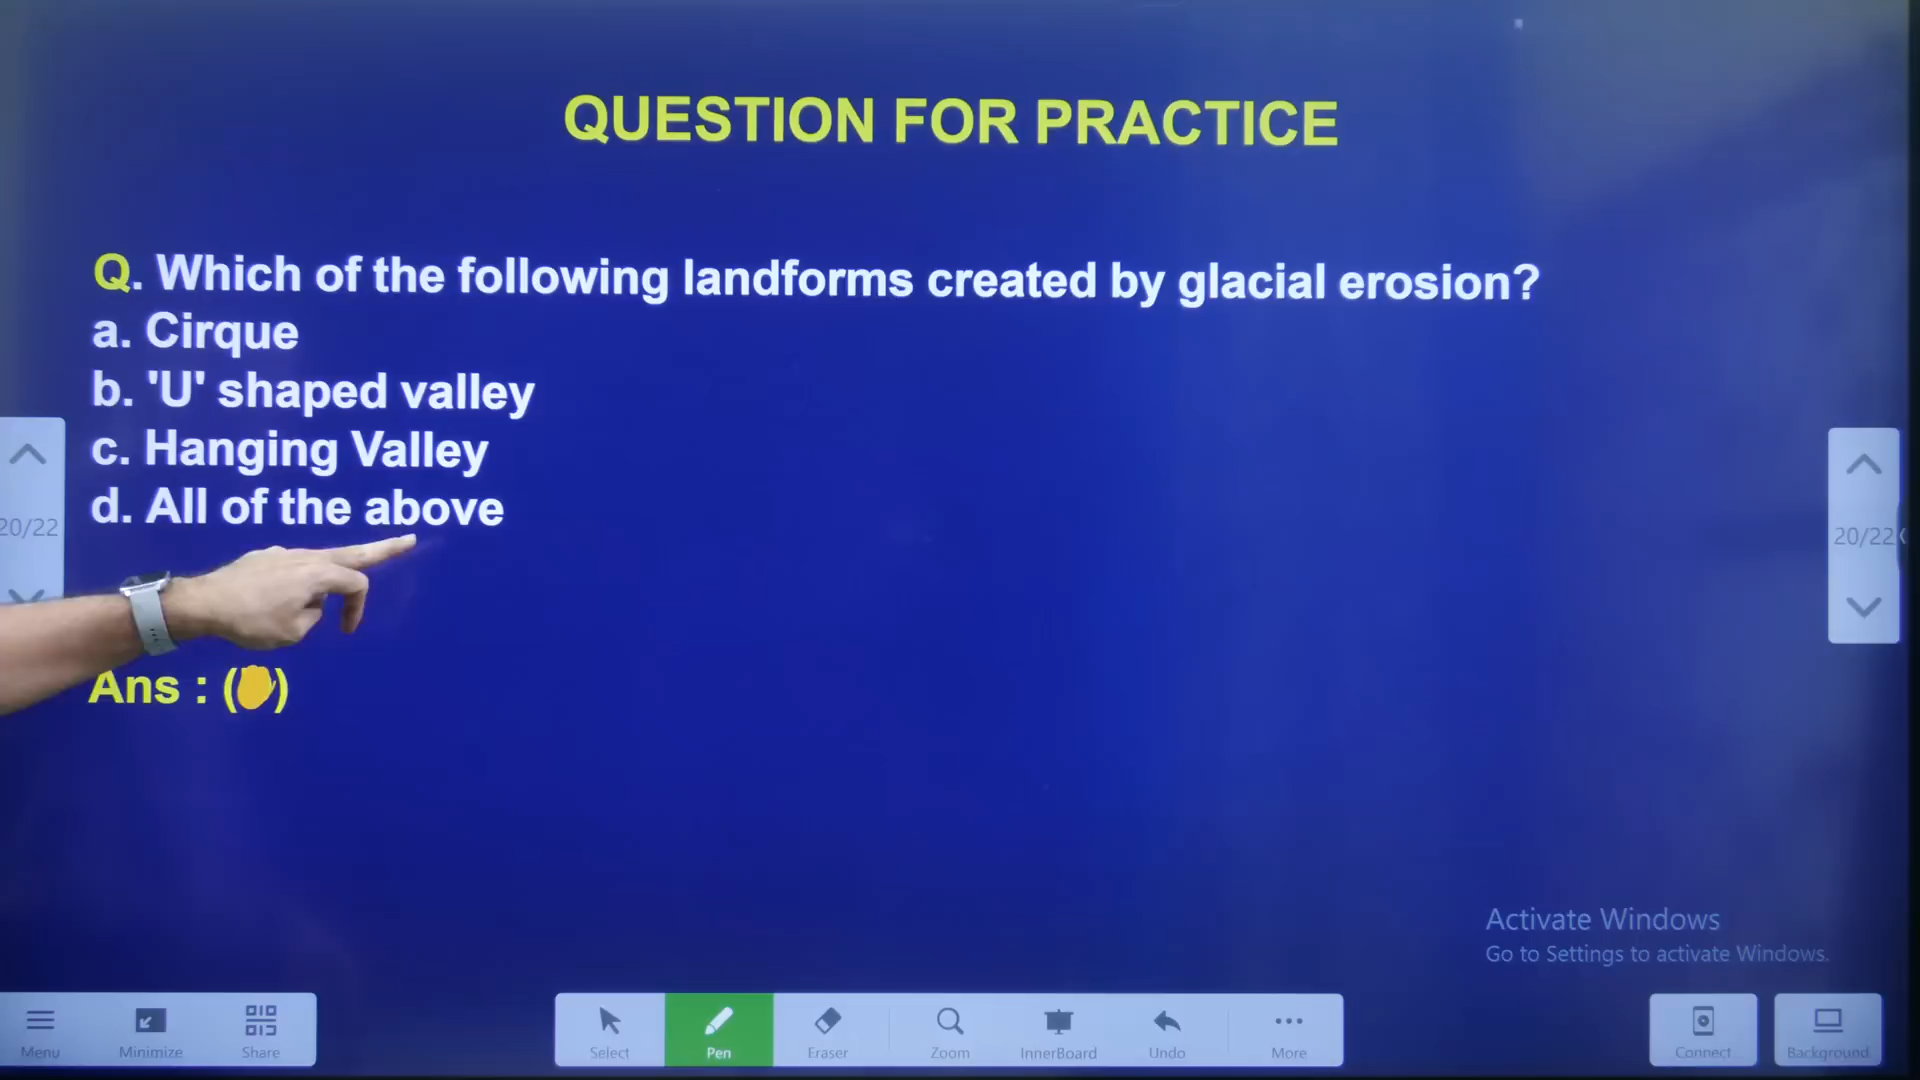 QUESTION FOR PRACTICE
Q. Which of the following landforms created by glacial erosion?
a. Cirque
b. 'U' shaped valley
c. Hanging Valley
d. All of the above
20/22
20/22
Ans : ( )
Activate Windows
Go to Settings to activate Windows.
Menu
Minimize
Share
Select
Pen
Eraser
Zoom
InnerBoard
Undo
More
Connect
Background